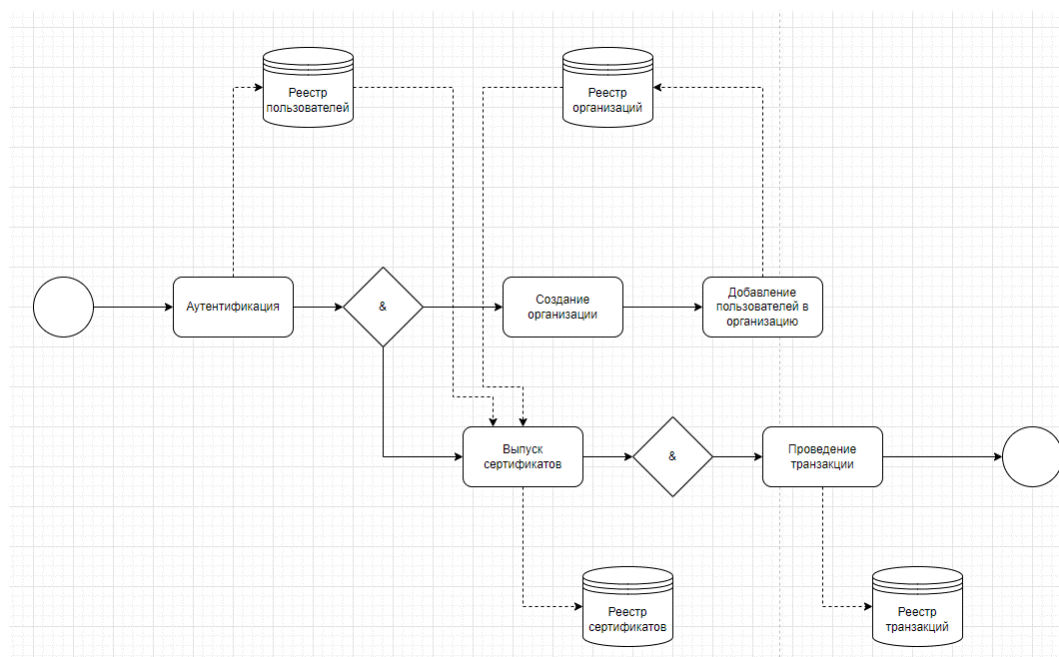 Реестр
пользователей
Реестр
организаций
Аутентификация
&
Создание
организации
Добавление
пользователей в
организацию
Выпуск
сертификатов
&
Проведение
транзакции
Реестр
сертификатов
Реестр
транзакций